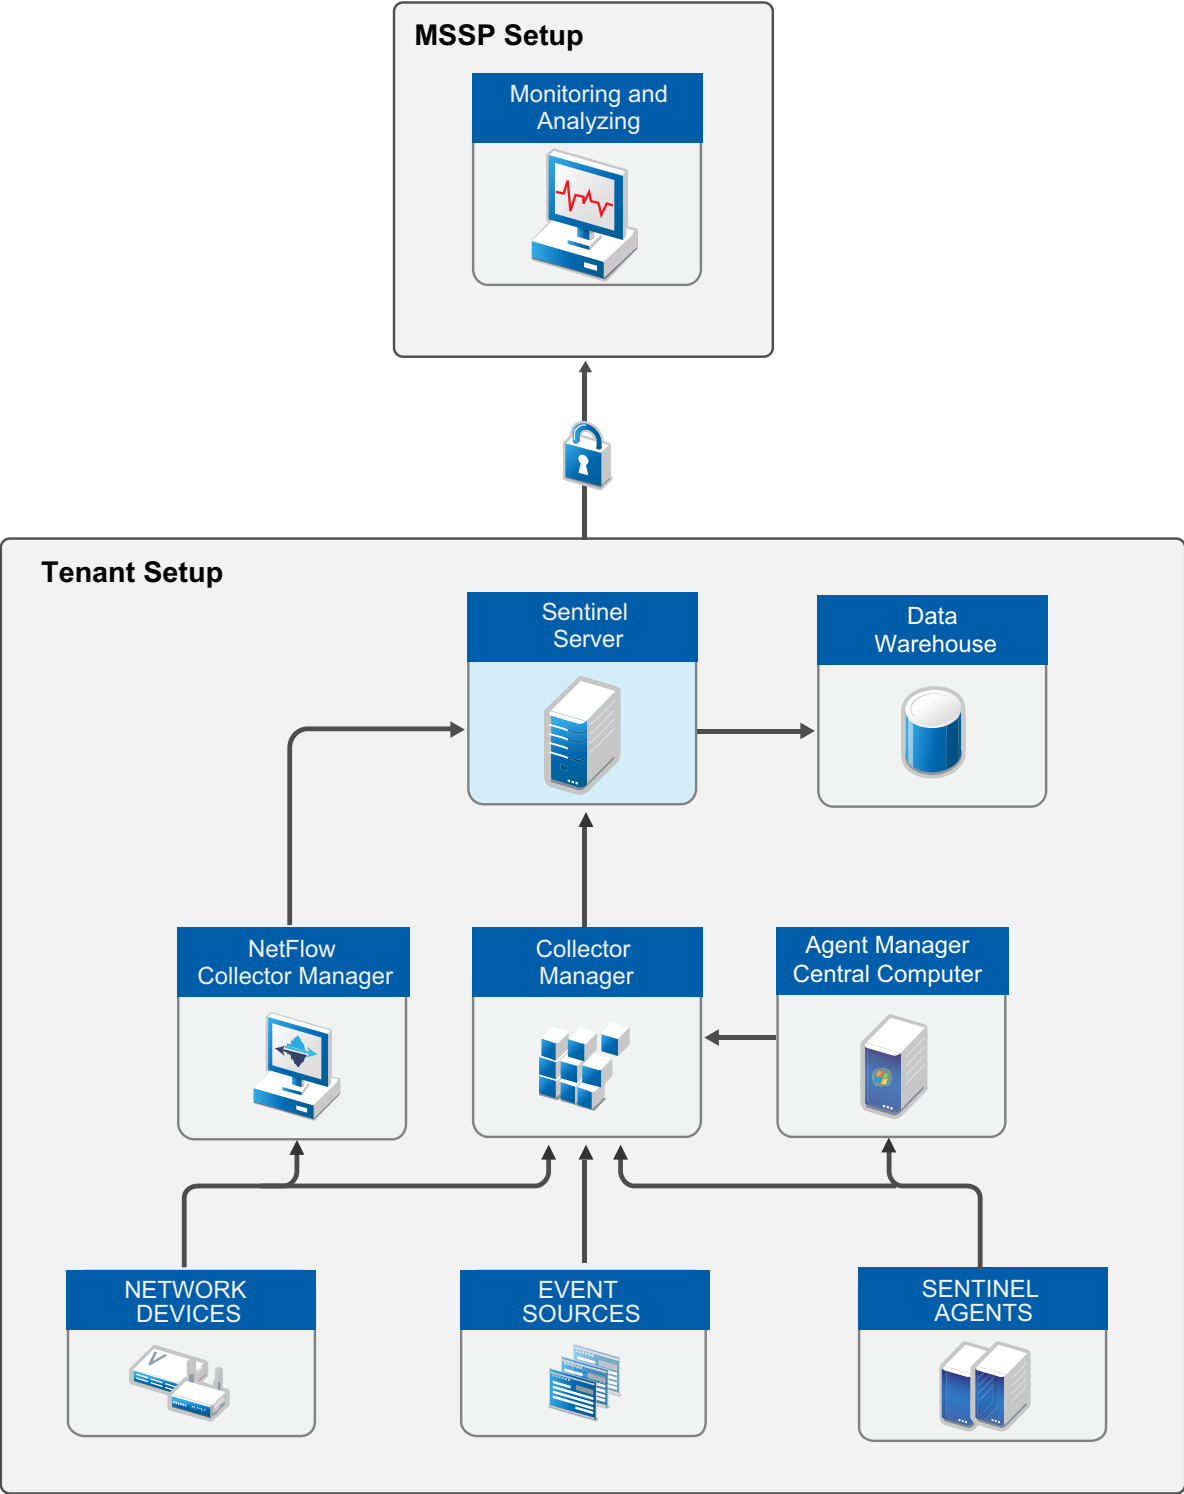 MSSP Setup
Monitoring and
Analyzing
Tenant Setup
Sentinel
Server
Data
Warehouse
NetFlow
Collector Manager
Collector
Manager
Agent Manager
Central Computer
NETWORK
DEVICES
EVENT
SOURCES
SENTINEL
AGENTS